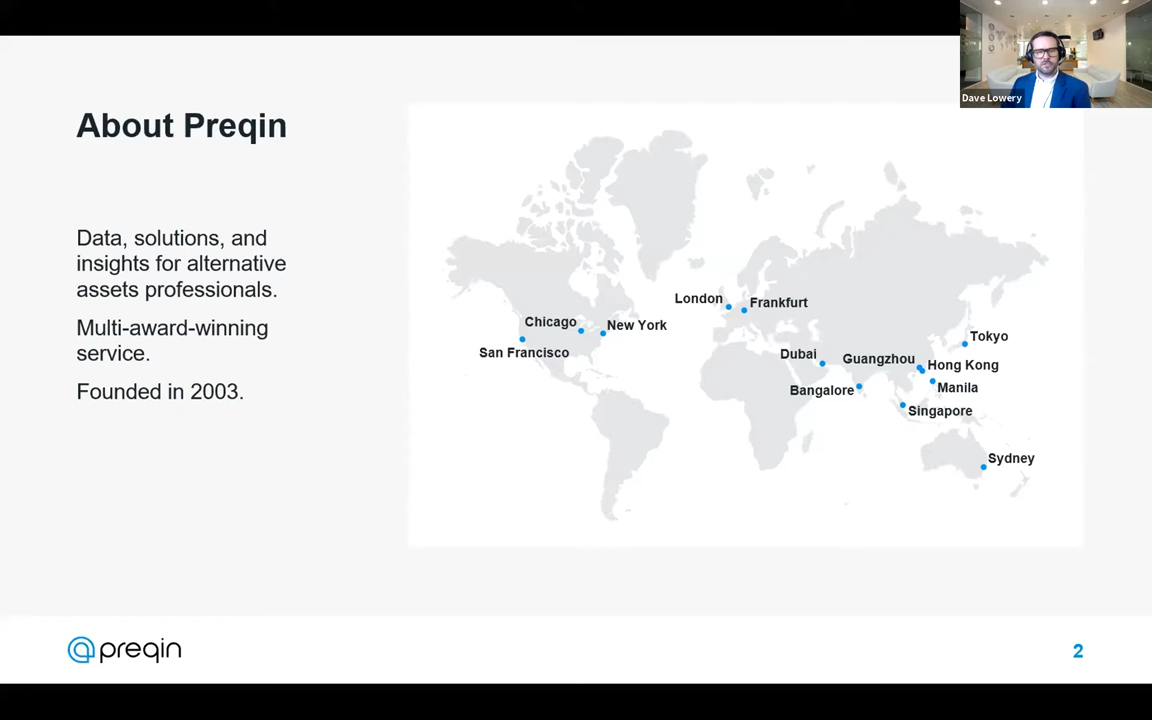 Dave Lowery
About Preqin
Data, solutions, and
insights for alternative
assets professionals.
Multi-award-winning
service.
Founded in 2003.
London
Frankfurt
Chicago
New York
San Francisco
Tokyo
Dubai
Guangzhou
Hong Kong
Bangalore
Manila
Singapore
Sydney
preqin
2